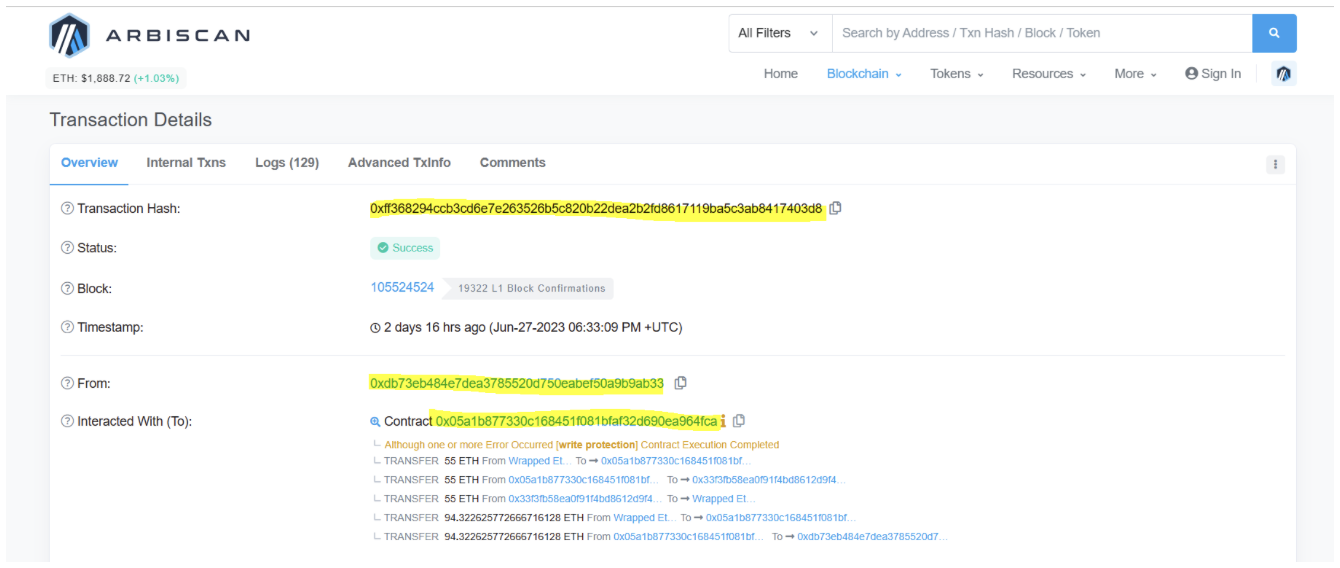 ARBISCAN
All Filters
Search by Address / Txn Hash / Block / Token
ETH: $1,888.72 (+1.03%)
Home Blockchain Tokens Resources More Sign In
Transaction Details
Overview Internal Txns Logs (129) Advanced TxInfo Comments
Transaction Hash: 0xff368294ccb3cd6e7e263526b5c820b22dea2b2fd8617119ba5c3ab8417403d8
Status: Success
Block: 105524524 19322 L1 Block Confirmations
Timestamp: 2 days 16 hrs ago (Jun-27-2023 06:33:09 PM +UTC)
From: 0xdb73eb484e7dea3785520d750eabef50a9b9ab33
Interacted With (To): Contract 0x05a1b877330c168451f081bfaf32d690ea964fca
Although one or more Error Occurred [write protection] Contract Execution Completed
TRANSFER 55 ETH From Wrapped Et... To → 0x05a1b877330c168451f081bf...
TRANSFER 55 ETH From 0x05a1b877330c168451f081bf... To → 0x33f3fb58ea0f91f4bd8612d9f4...
TRANSFER 55 ETH From 0x33f3fb58ea0f91f4bd8612d9f4... To → Wrapped Et...
TRANSFER 94.322625772666716128 ETH From Wrapped Et... To → 0x05a1b877330c168451f081bf...
TRANSFER 94.322625772666716128 ETH From 0x05a1b877330c168451f081bf... To → 0xdb73eb484e7dea3785520d7...